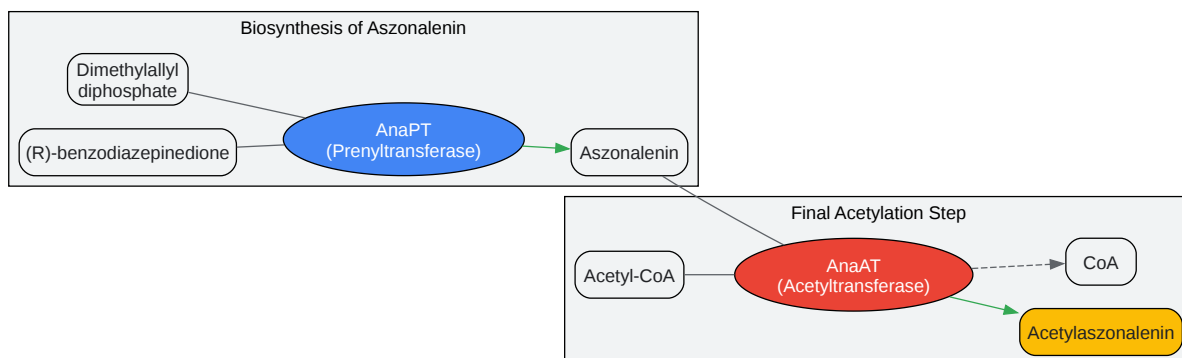 Biosynthesis of Aszonalenin
Dimethylallyl
diphosphate
(R)-benzodiazepinedione
AnaPT
(Prenyltransferase)
Aszonalenin
Final Acetylation Step
Acetyl-CoA
AnaAT
(Acetyltransferase)
CoA
Acetylaszonalenin